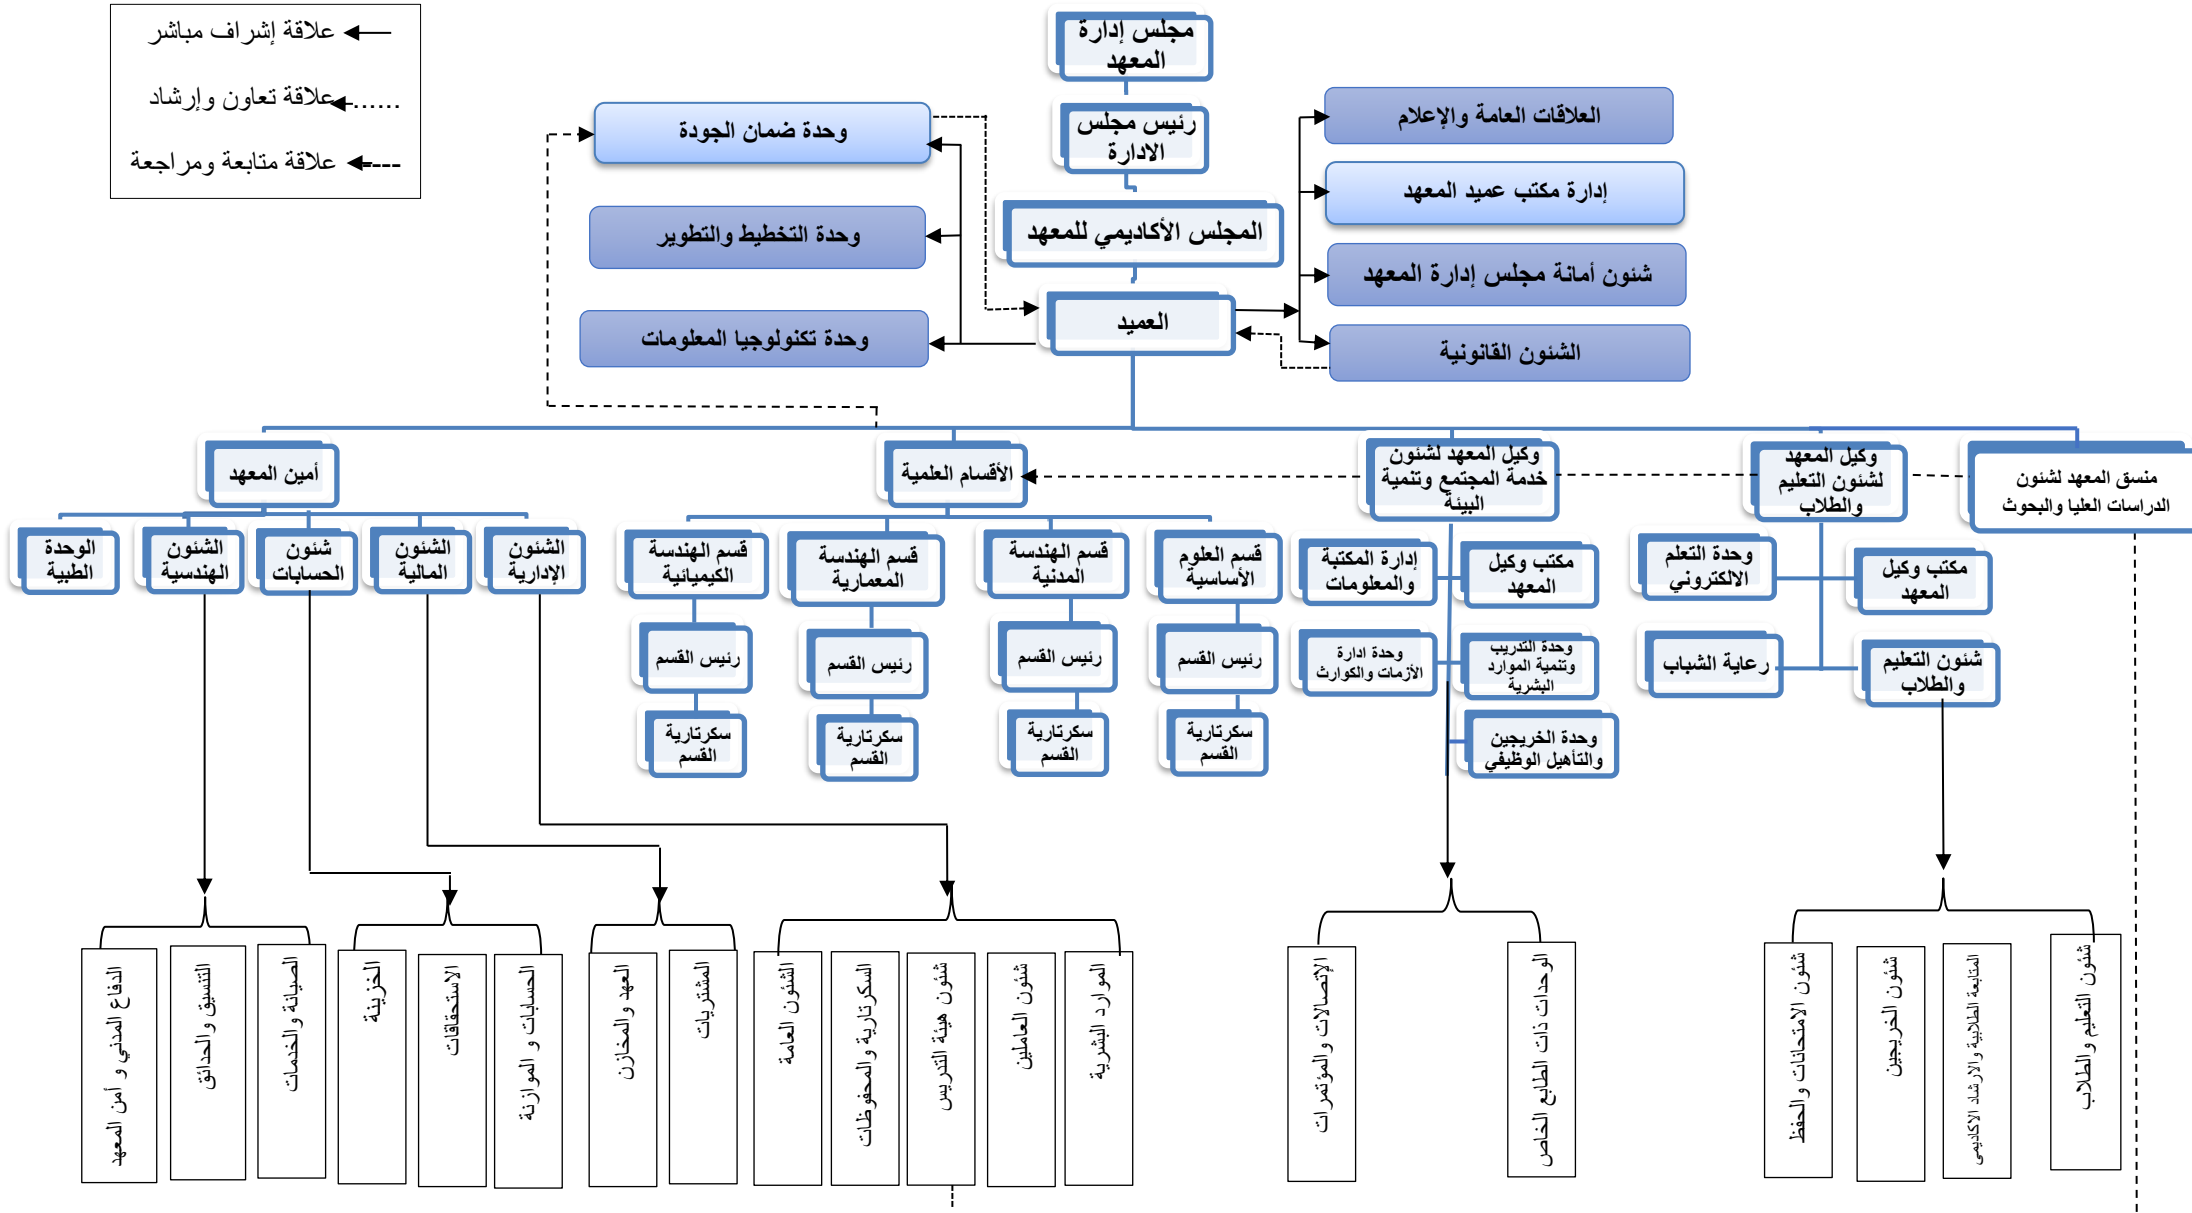 علاقة إشراف مباشر
علاقة تعاون وإرشاد ......
علاقة متابعة ومراجعة ----
مجلس إدارة
المعهد
رئيس مجلس
الادارة
المجلس الأكاديمي للمعهد
العميد
العلاقات العامة والإعلام
إدارة مكتب عميد المعهد
شئون أمانة مجلس إدارة المعهد
الشئون القانونية
وحدة ضمان الجودة
وحدة التخطيط والتطوير
وحدة تكنولوجيا المعلومات
منسق المعهد لشئون
الدراسات العليا والبحوث
وكيل المعهد
لشئون التعليم
والطلاب
وكيل المعهد لشئون
خدمة المجتمع وتنمية
البيئة
الأقسام العلمية
أمين المعهد
مكتب وكيل
المعهد
وحدة التعلم
الالكتروني
شئون التعليم
والطلاب
رعاية الشباب
مكتب وكيل
المعهد
إدارة المكتبة
والمعلومات
وحدة التدريب
وتنمية الموارد
البشرية
وحدة ادارة
الأزمات والكوارث
وحدة الخريجين
والتأهيل الوظيفي
قسم العلوم
الأساسية
رئيس القسم
سكرتارية
القسم
قسم الهندسة
المدنية
رئيس القسم
سكرتارية
القسم
قسم الهندسة
المعمارية
رئيس القسم
سكرتارية
القسم
قسم الهندسة
الكيميائية
رئيس القسم
سكرتارية
القسم
الشئون
الإدارية
الشئون
المالية
شئون
الحسابات
الشئون
الهندسية
الوحدة
الطبية
شئون التعليم والطلاب
المتابعة الطلابية والارشاد الاكاديمى
شئون الخريجين
شئون الامتحانات والحفظ
الوحدات ذات الطابع الخاص
الإتصالات والمؤتمرات
الموارد البشرية
شئون العاملين
شئون هيئة التدريس
السكرتارية والمحفوظات
الشئون العامة
المشتريات
العهد والمخازن
الحسابات و الموازنة
الاستحقاقات
الخزينة
الصيانة والخدمات
التنسيق والحدائق
الدفاع المدني و أمن المعهد